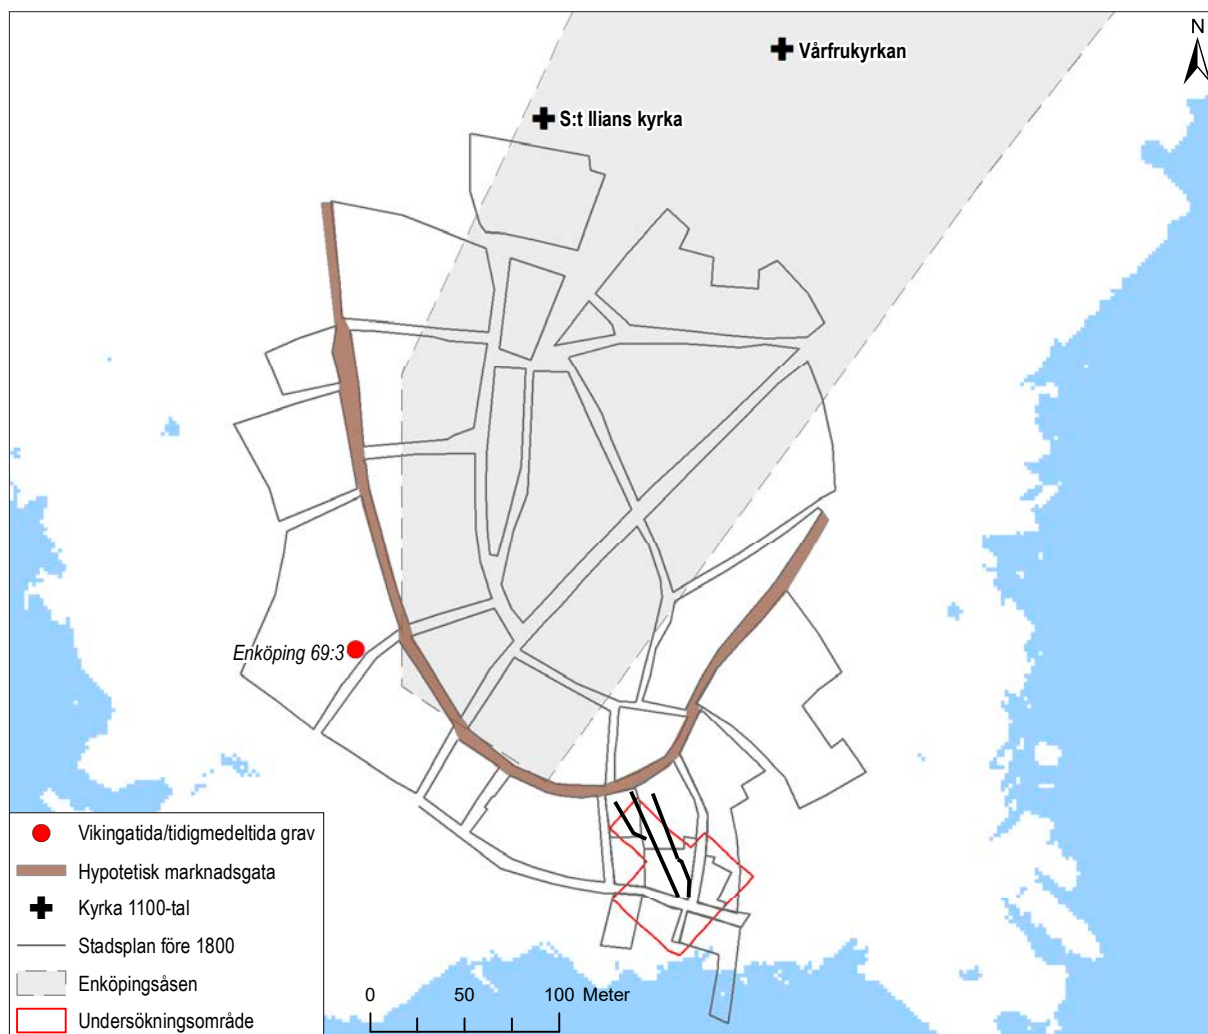 N
Vårfrukyrkan
S:t Ilians kyrka
Enköping 69:3
Vikingatida/tidigmedeltida grav
Hypotetisk marknadsgata
Kyrka 1100-tal
Stadsplan före 1800
Enköpingsåsen
Undersökningsområde
0 50 100 Meter